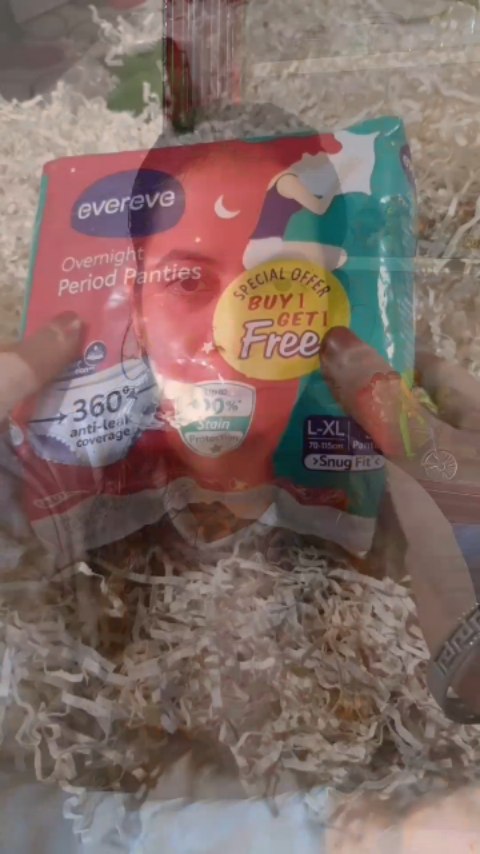 evereve
Overnight
Period Panties
SPECIAL OFFER
BUY 1
GET 1
Free
360°
anti-leak
coverage
Stain
Protection
L-XL
70-115cm
Snug Fit